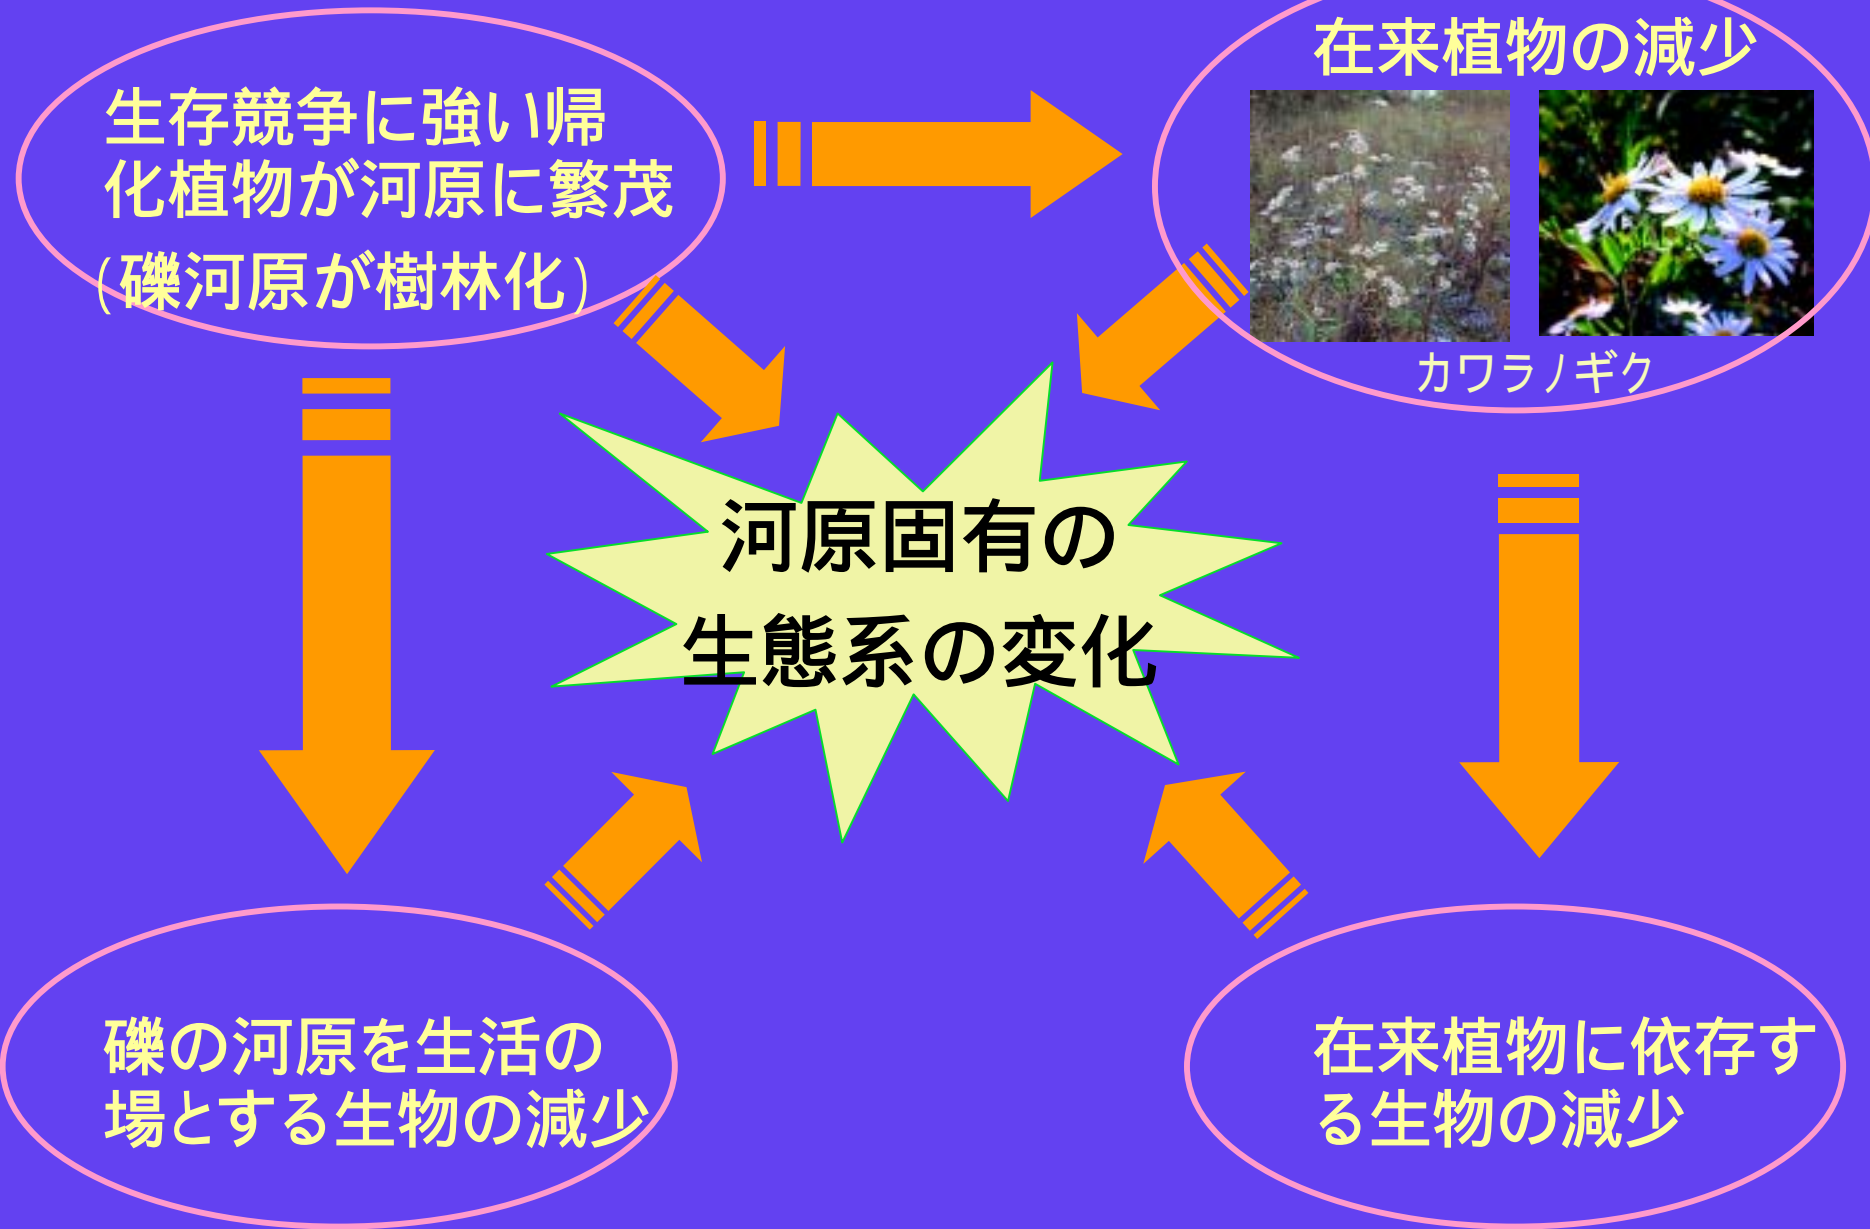 生存競争に強い帰
化植物が河原に繁茂
(礫河原が樹林化)
在来植物の減少
カワラノギク
河原固有の
生態系の変化
礫の河原を生活の
場とする生物の減少
在来植物に依存す
る生物の減少